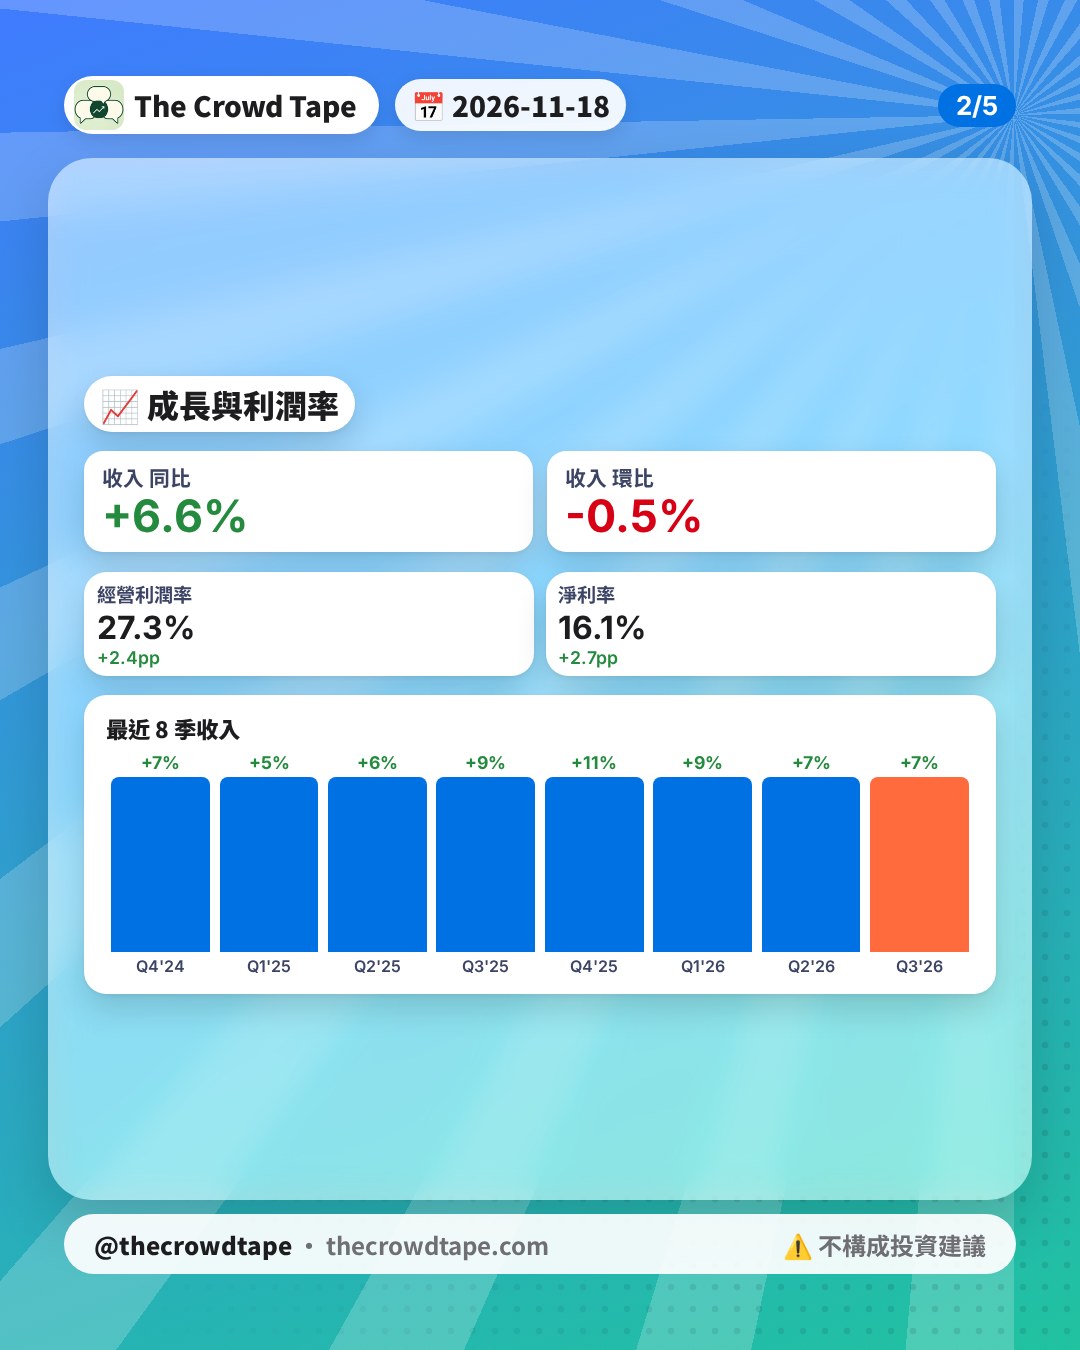 The Crowd Tape
2026-11-18
2/5
成長與利潤率
收入 同比
+6.6%
收入 環比
-0.5%
經營利潤率
27.3%
+2.4pp
淨利率
16.1%
+2.7pp
最近 8 季收入
+7% +5% +6% +9% +11% +9% +7% +7%
Q4'24 Q1'25 Q2'25 Q3'25 Q4'25 Q1'26 Q2'26 Q3'26
@thecrowdtape • thecrowdtape.com
⚠️ 不構成投資建議